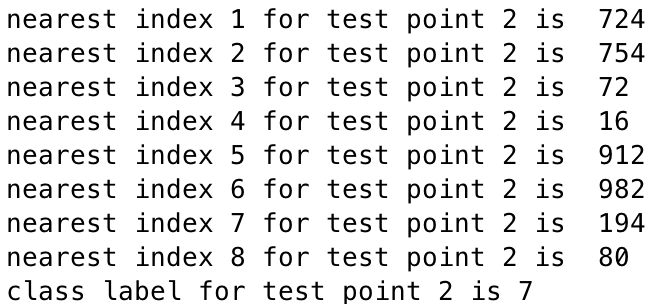 nearest index 1 for test point 2 is  724
nearest index 2 for test point 2 is  754
nearest index 3 for test point 2 is  72
nearest index 4 for test point 2 is  16
nearest index 5 for test point 2 is  912
nearest index 6 for test point 2 is  982
nearest index 7 for test point 2 is  194
nearest index 8 for test point 2 is  80
class label for test point 2 is 7